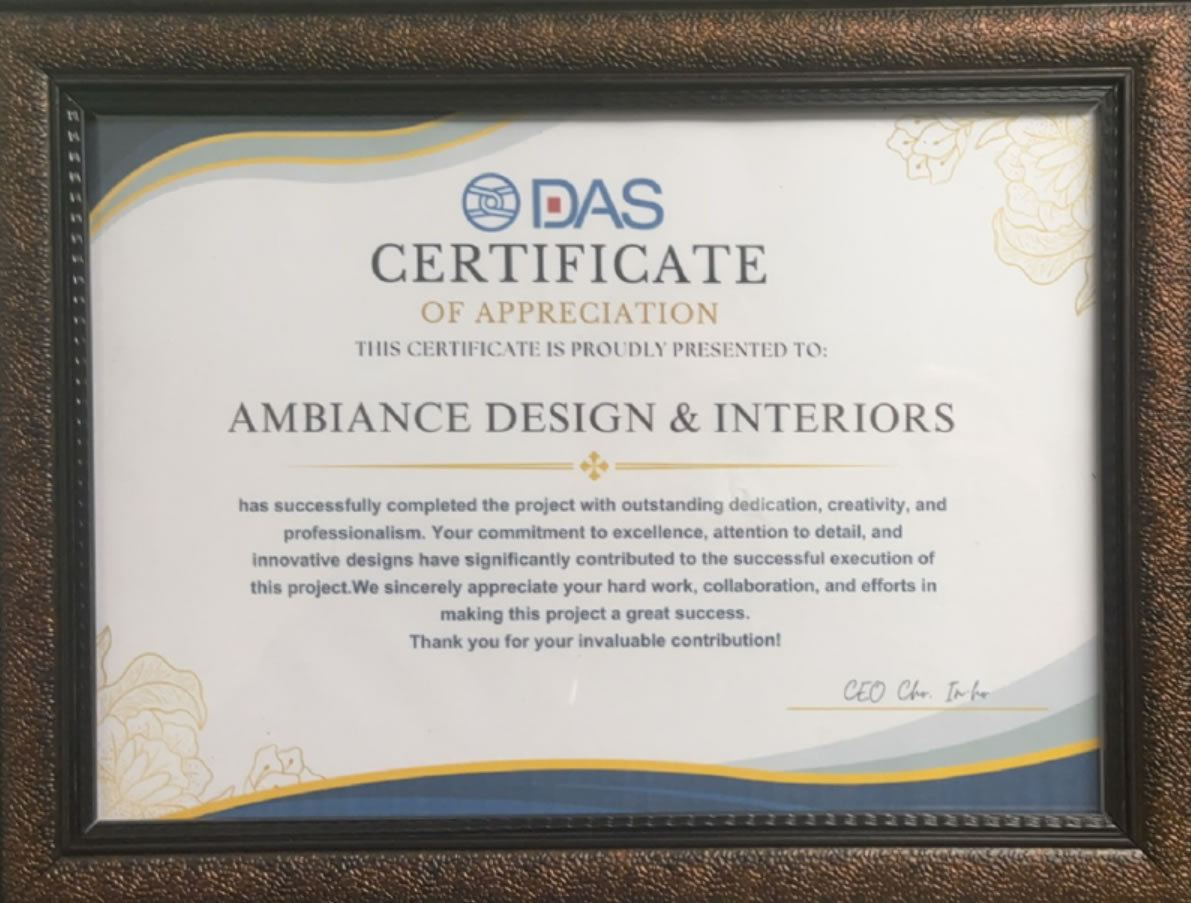 DAS
CERTIFICATE
OF APPRECIATION
THIS CERTIFICATE IS PROUDLY PRESENTED TO:
AMBIANCE DESIGN & INTERIORS
has successfully completed the project with outstanding dedication, creativity, and
professionalism. Your commitment to excellence, attention to detail, and
innovative designs have significantly contributed to the successful execution of
this project.We sincerely appreciate your hard work, collaboration, and efforts in
making this project a great success.
Thank you for your invaluable contribution!
CEO Cho. In-ho